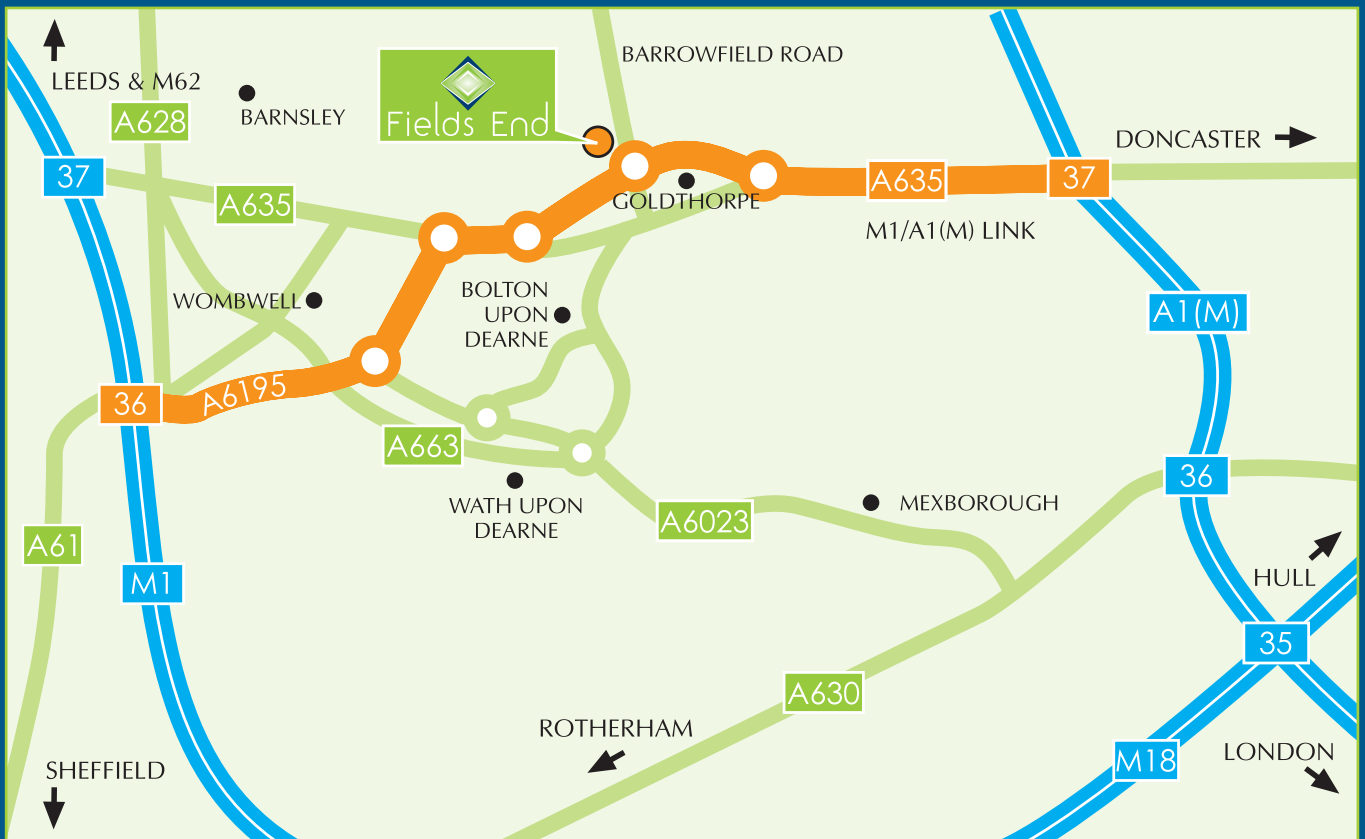 BARROWFIELD ROAD
LEEDS & M62
BARNSLEY
A628
Fields End
DONCASTER
37
A635
GOLDTHORPE
A635
37
M1/A1(M) LINK
WOMBWELL
BOLTON
UPON
DEARNE
A1(M)
36
A6195
A663
WATH UPON
DEARNE
A6023
MEXBOROUGH
36
A61
M1
HULL
35
A630
ROTHERHAM
SHEFFIELD
M18
LONDON